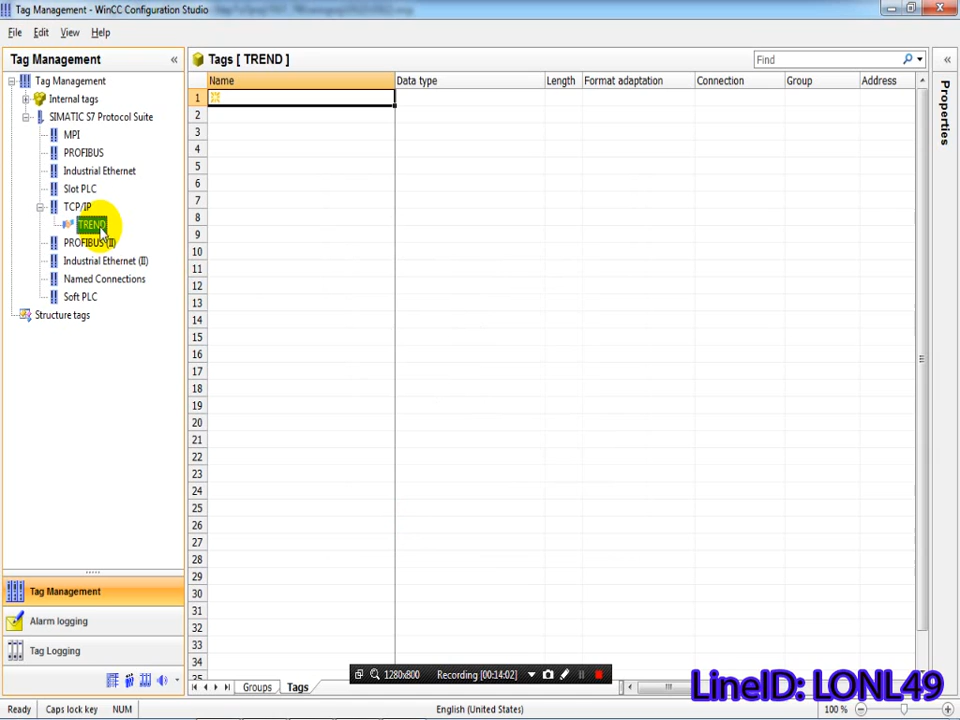 Tag Management - WinCC Configuration Studio
File Edit View Help
Tag Management «
Tags [ TREND ]
Find
«
Tag Management
Internal tags
SIMATIC S7 Protocol Suite
MPI
PROFIBUS
Industrial Ethernet
Slot PLC
TCP/IP
TREND
PROFIBUS (II)
Industrial Ethernet (II)
Named Connections
Soft PLC
Structure tags
Name Data type Length Format adaptation Connection Group Address
1
2
3
4
5
6
7
8
9
10
11
12
13
14
15
16
17
18
19
20
21
22
23
24
25
26
27
28
29
30
31
32
33
34
35
Properties
Tag Management
Alarm logging
Tag Logging
1280x800 Recording [00:14:02]
Groups Tags
LineID: LONL49
Ready Caps lock key NUM English (United States) 100 %